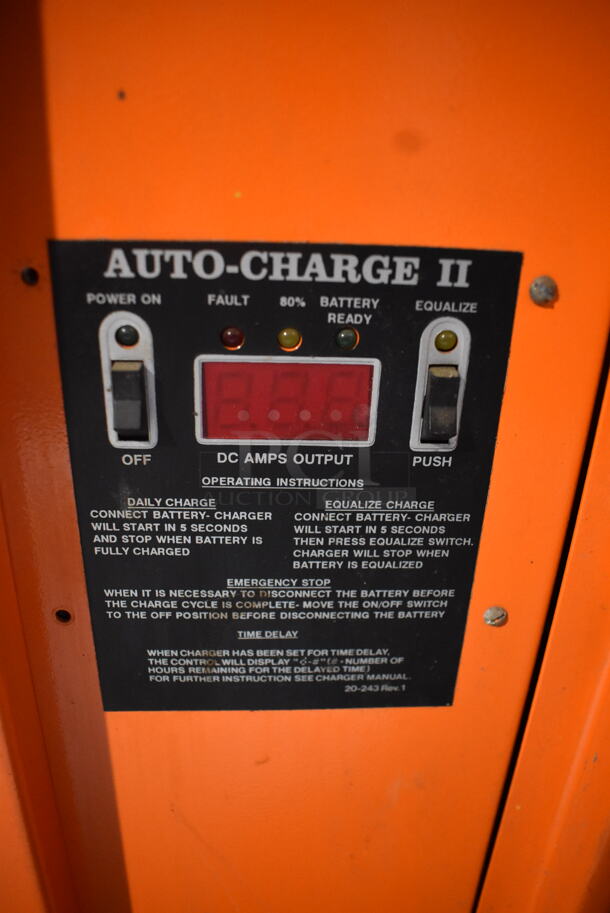 AUTO-CHARGE II
POWER ON
FAULT
80%
BATTERY
READY
EQUALIZE
OFF
DC AMPS OUTPUT
PUSH
PCI
AUCTION GROUP
OPERATING INSTRUCTIONS
DAILY CHARGE
CONNECT BATTERY- CHARGER
WILL START IN 5 SECONDS
AND STOP WHEN BATTERY IS
FULLY CHARGED
EQUALIZE CHARGE
CONNECT BATTERY- CHARGER
WILL START IN 5 SECONDS
THEN PRESS EQUALIZE SWITCH.
CHARGER WILL STOP WHEN
BATTERY IS EQUALIZED
EMERGENCY STOP
WHEN IT IS NECESSARY TO DISCONNECT THE BATTERY BEFORE
THE CHARGE CYCLE IS COMPLETE- MOVE THE ON/OFF SWITCH
TO THE OFF POSITION BEFORE DISCONNECTING THE BATTERY
TIME DELAY
WHEN CHARGER HAS BEEN SET FOR TIME DELAY,
THE CONTROL WILL DISPLAY (# - NUMBER OF
HOURS REMAINING FOR THE DELAYED TIME)
FOR FURTHER INSTRUCTION SEE CHARGER MANUAL.
20-243 Rev.1